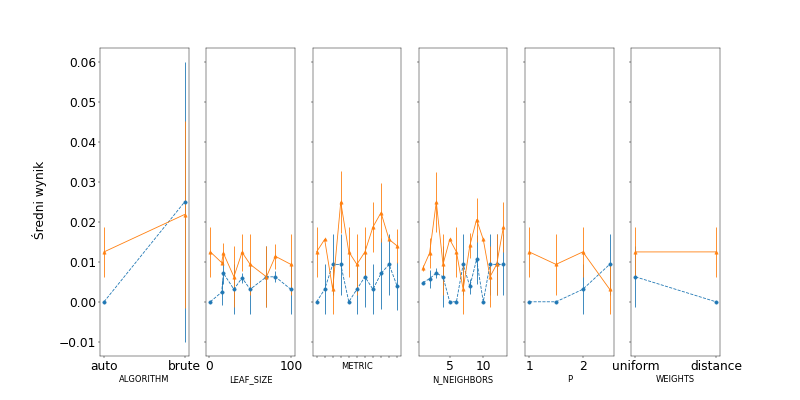 Średni wynik
0.06
0.05
0.04
0.03
0.02
0.01
0.00
−0.01
auto brute
ALGORITHM
0 100
LEAF_SIZE
METRIC
5 10
N_NEIGHBORS
1 2
P
uniform distance
WEIGHTS